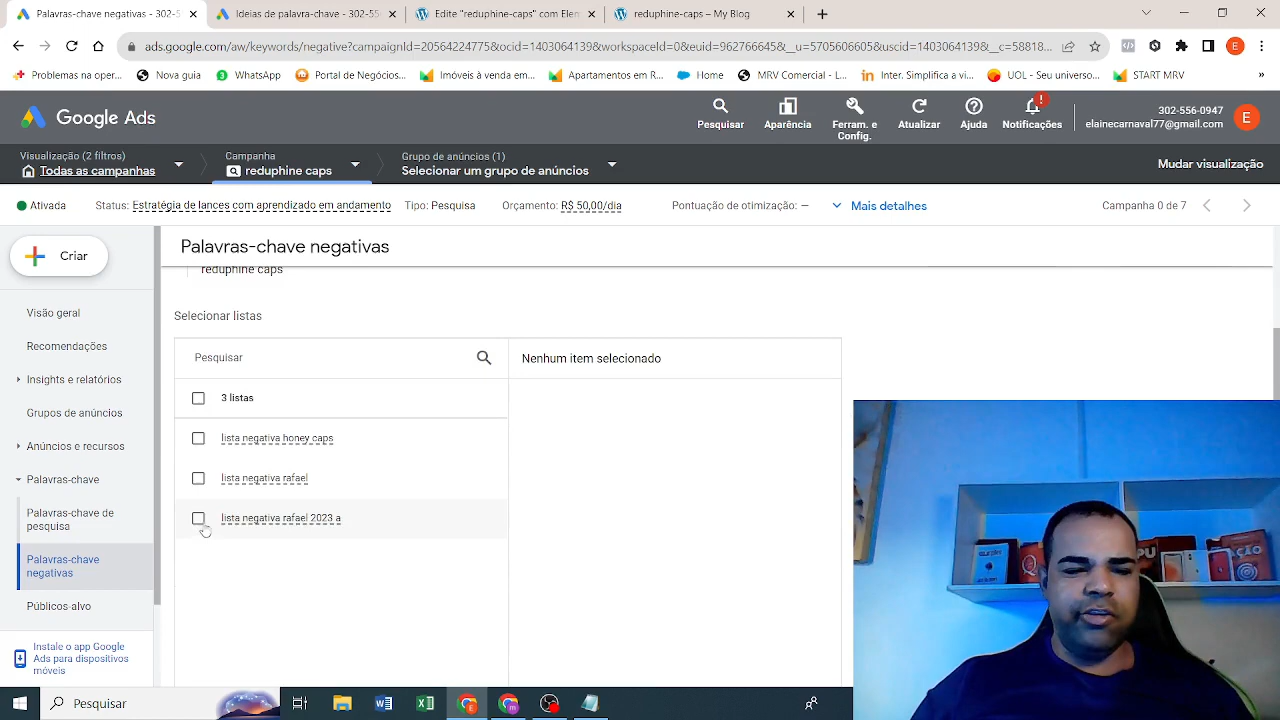 Palavras-chave negativas - 302-5
Ideias de palavra-chave - 302-55
Edite "reduphine-caps" com Elem
reduphine-caps – My Blog
ads.google.com/aw/keywords/negative?campaignId=20564224775&ocid=1403064139&workspaceId=0&euid=962766645&__u=5700606605&uscid=1403064139&__c=58818...
Problemas na oper...
Nova guia
WhatsApp
Portal de Negócios...
Imóveis à venda em...
Apartamentos em R...
Home
MRV Comercial - L...
Inter. Simplifica a vi...
UOL - Seu universo...
START MRV
Google Ads
Pesquisar
Aparência
Ferram. e
Config.
Atualizar
Ajuda
Notificações
302-556-0947
elainecarnaval77@gmail.com
E
Visualização (2 filtros)
Todas as campanhas
Campanha
reduphine caps
Grupo de anúncios (1)
Selecionar um grupo de anúncios
Mudar visualização
Ativada
Status: Estratégia de lances com aprendizado em andamento
Tipo: Pesquisa
Orçamento: R$ 50,00/dia
Pontuação de otimização: –
Mais detalhes
Campanha 0 de 7
Criar
Palavras-chave negativas
reduphine caps
Visão geral
Recomendações
Insights e relatórios
Grupos de anúncios
Anúncios e recursos
Palavras-chave
Palavras-chave de
pesquisa
Palavras-chave
negativas
Públicos-alvo
Instale o app Google
Ads para dispositivos
móveis
Selecionar listas
Pesquisar
Nenhum item selecionado
3 listas
lista negativa honey caps
lista negativa rafael
lista negativa rafael 2023 a
Pesquisar